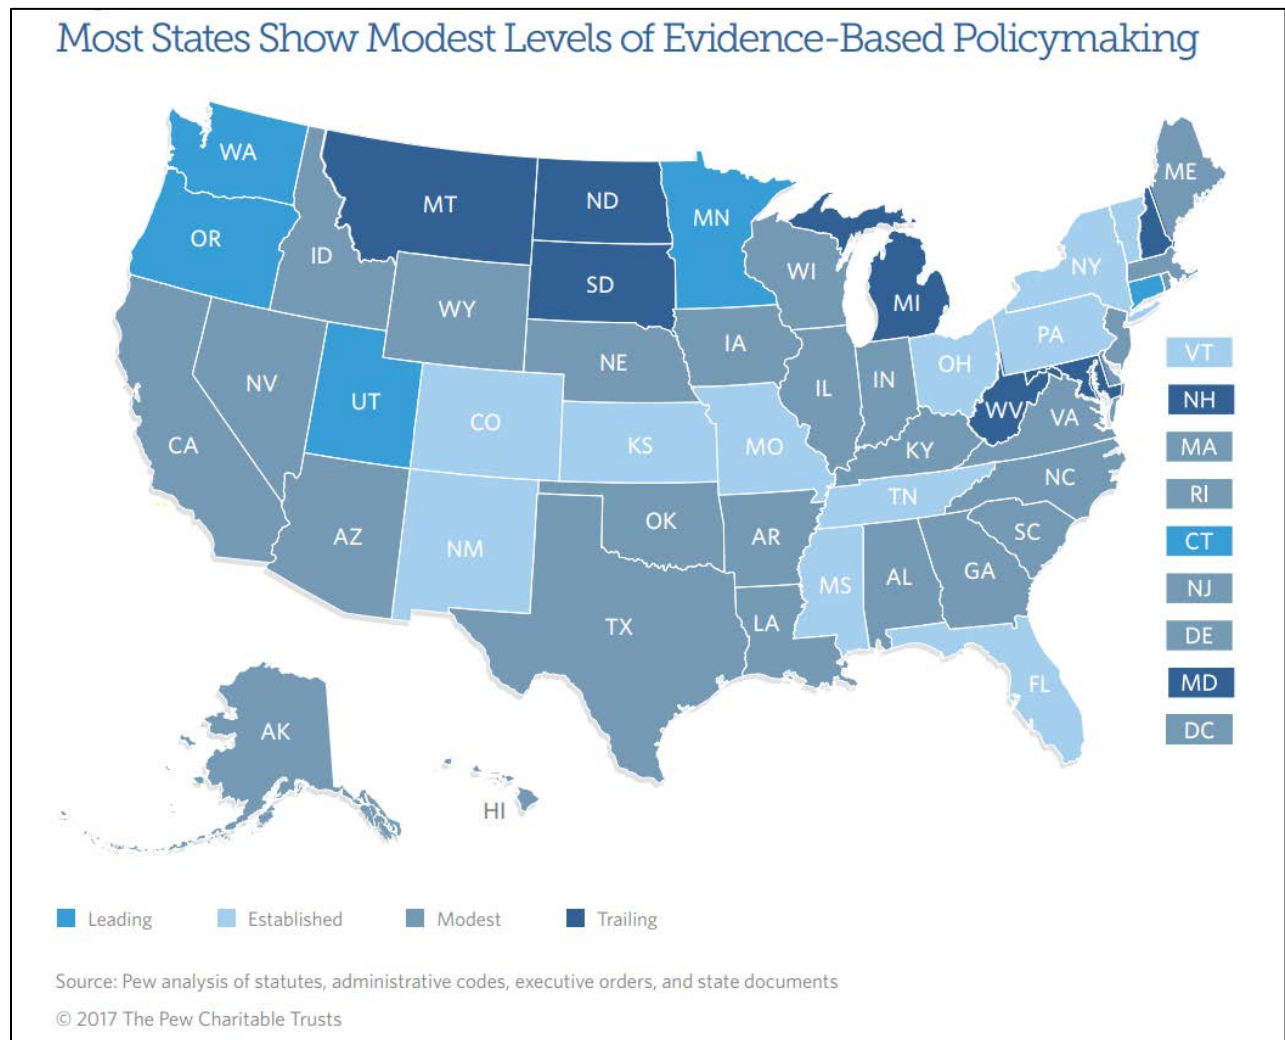 Most States Show Modest Levels of Evidence-Based Policymaking
WA
MT
ND
MN
ME
OR
ID
SD
WI
NY
WY
MI
IA
PA
NE
VT
NV
UT
IL
IN
OH
NH
CO
WV
VA
CA
KS
MO
KY
MA
NC
RI
TN
AZ
NM
OK
AR
SC
CT
MS
AL
GA
NJ
TX
LA
DE
FL
MD
AK
DC
HI
Leading
Established
Modest
Trailing
Source: Pew analysis of statutes, administrative codes, executive orders, and state documents
© 2017 The Pew Charitable Trusts